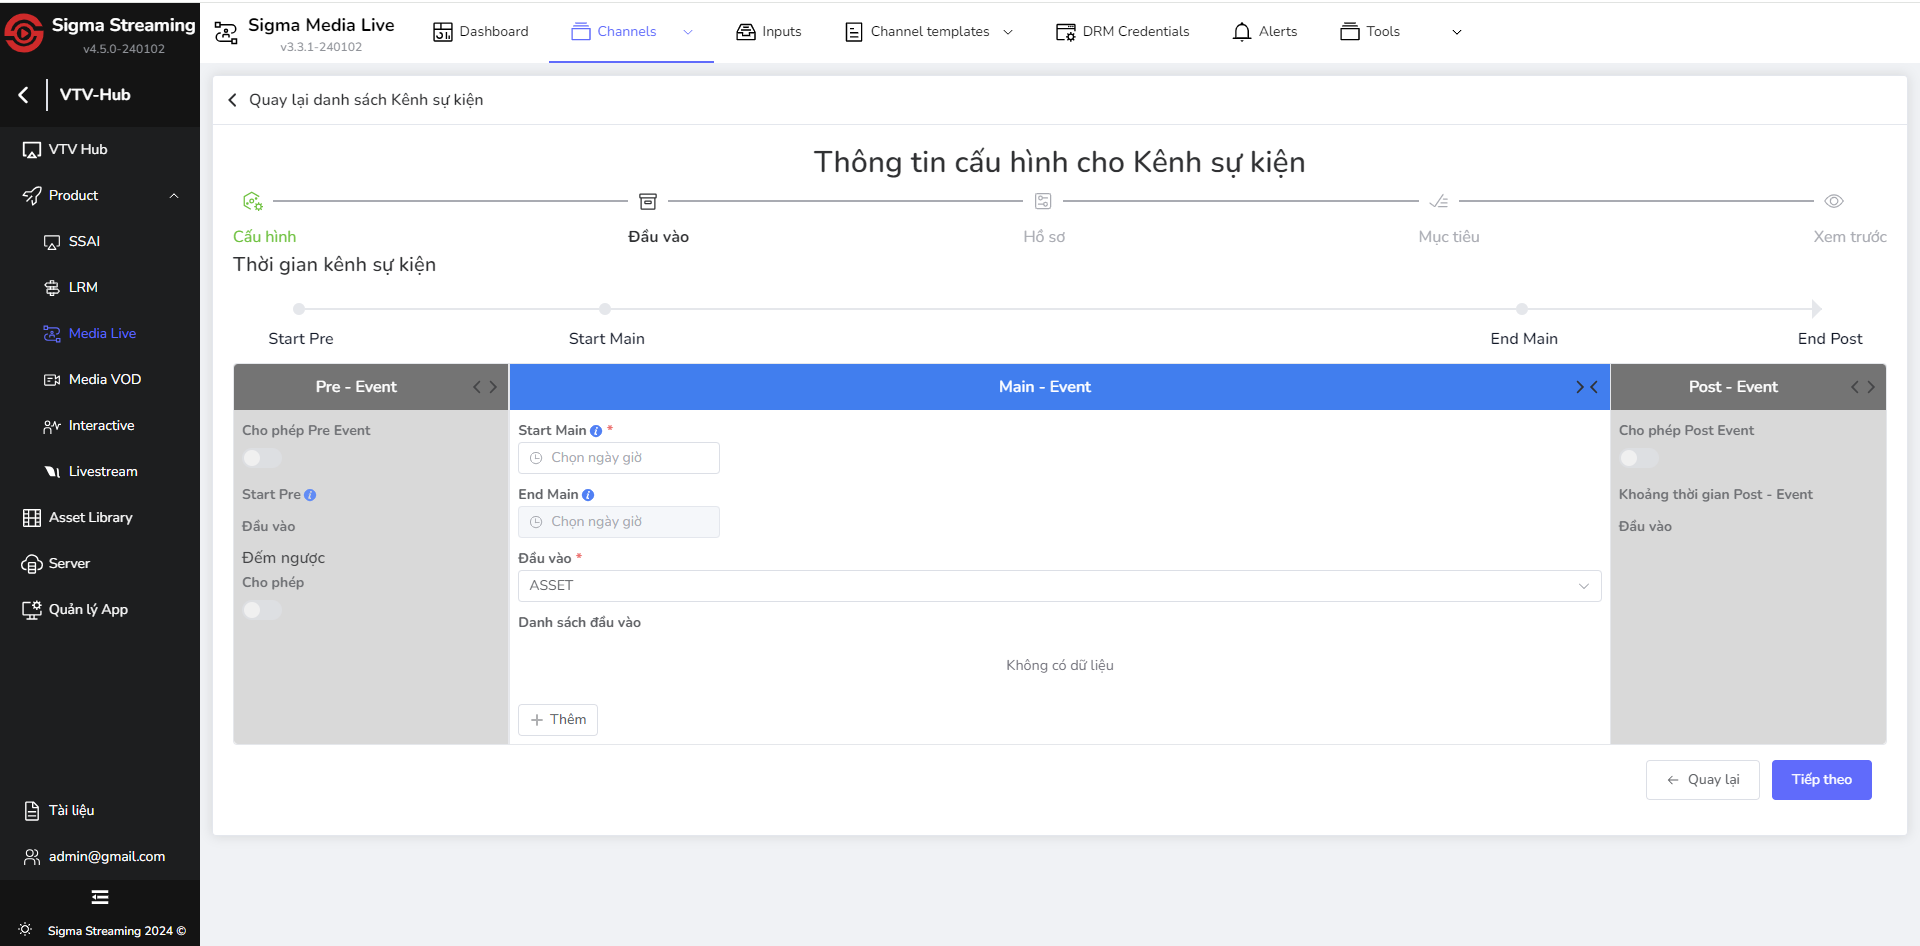 Sigma Streaming
v4.5.0-240102
Sigma Media Live
v3.3.1-240102
Dashboard
Channels
Inputs
Channel templates
DRM Credentials
Alerts
Tools
VTV-Hub
VTV Hub
Product
SSAI
LRM
Media Live
Media VOD
Interactive
Livestream
Asset Library
Server
Quản lý App
Tài liệu
admin@gmail.com
Sigma Streaming 2024 ©
Quay lại danh sách Kênh sự kiện
Thông tin cấu hình cho Kênh sự kiện
Cấu hình
Đầu vào
Hồ sơ
Mục tiêu
Xem trước
Thời gian kênh sự kiện
Start Pre
Start Main
End Main
End Post
Pre - Event
Main - Event
Post - Event
Cho phép Pre Event
Start Pre
Đầu vào
Đếm ngược
Cho phép
Start Main *
Chọn ngày giờ
End Main
Chọn ngày giờ
Đầu vào *
ASSET
Danh sách đầu vào
Không có dữ liệu
Thêm
Cho phép Post Event
Khoảng thời gian Post - Event
Đầu vào
Quay lại
Tiếp theo